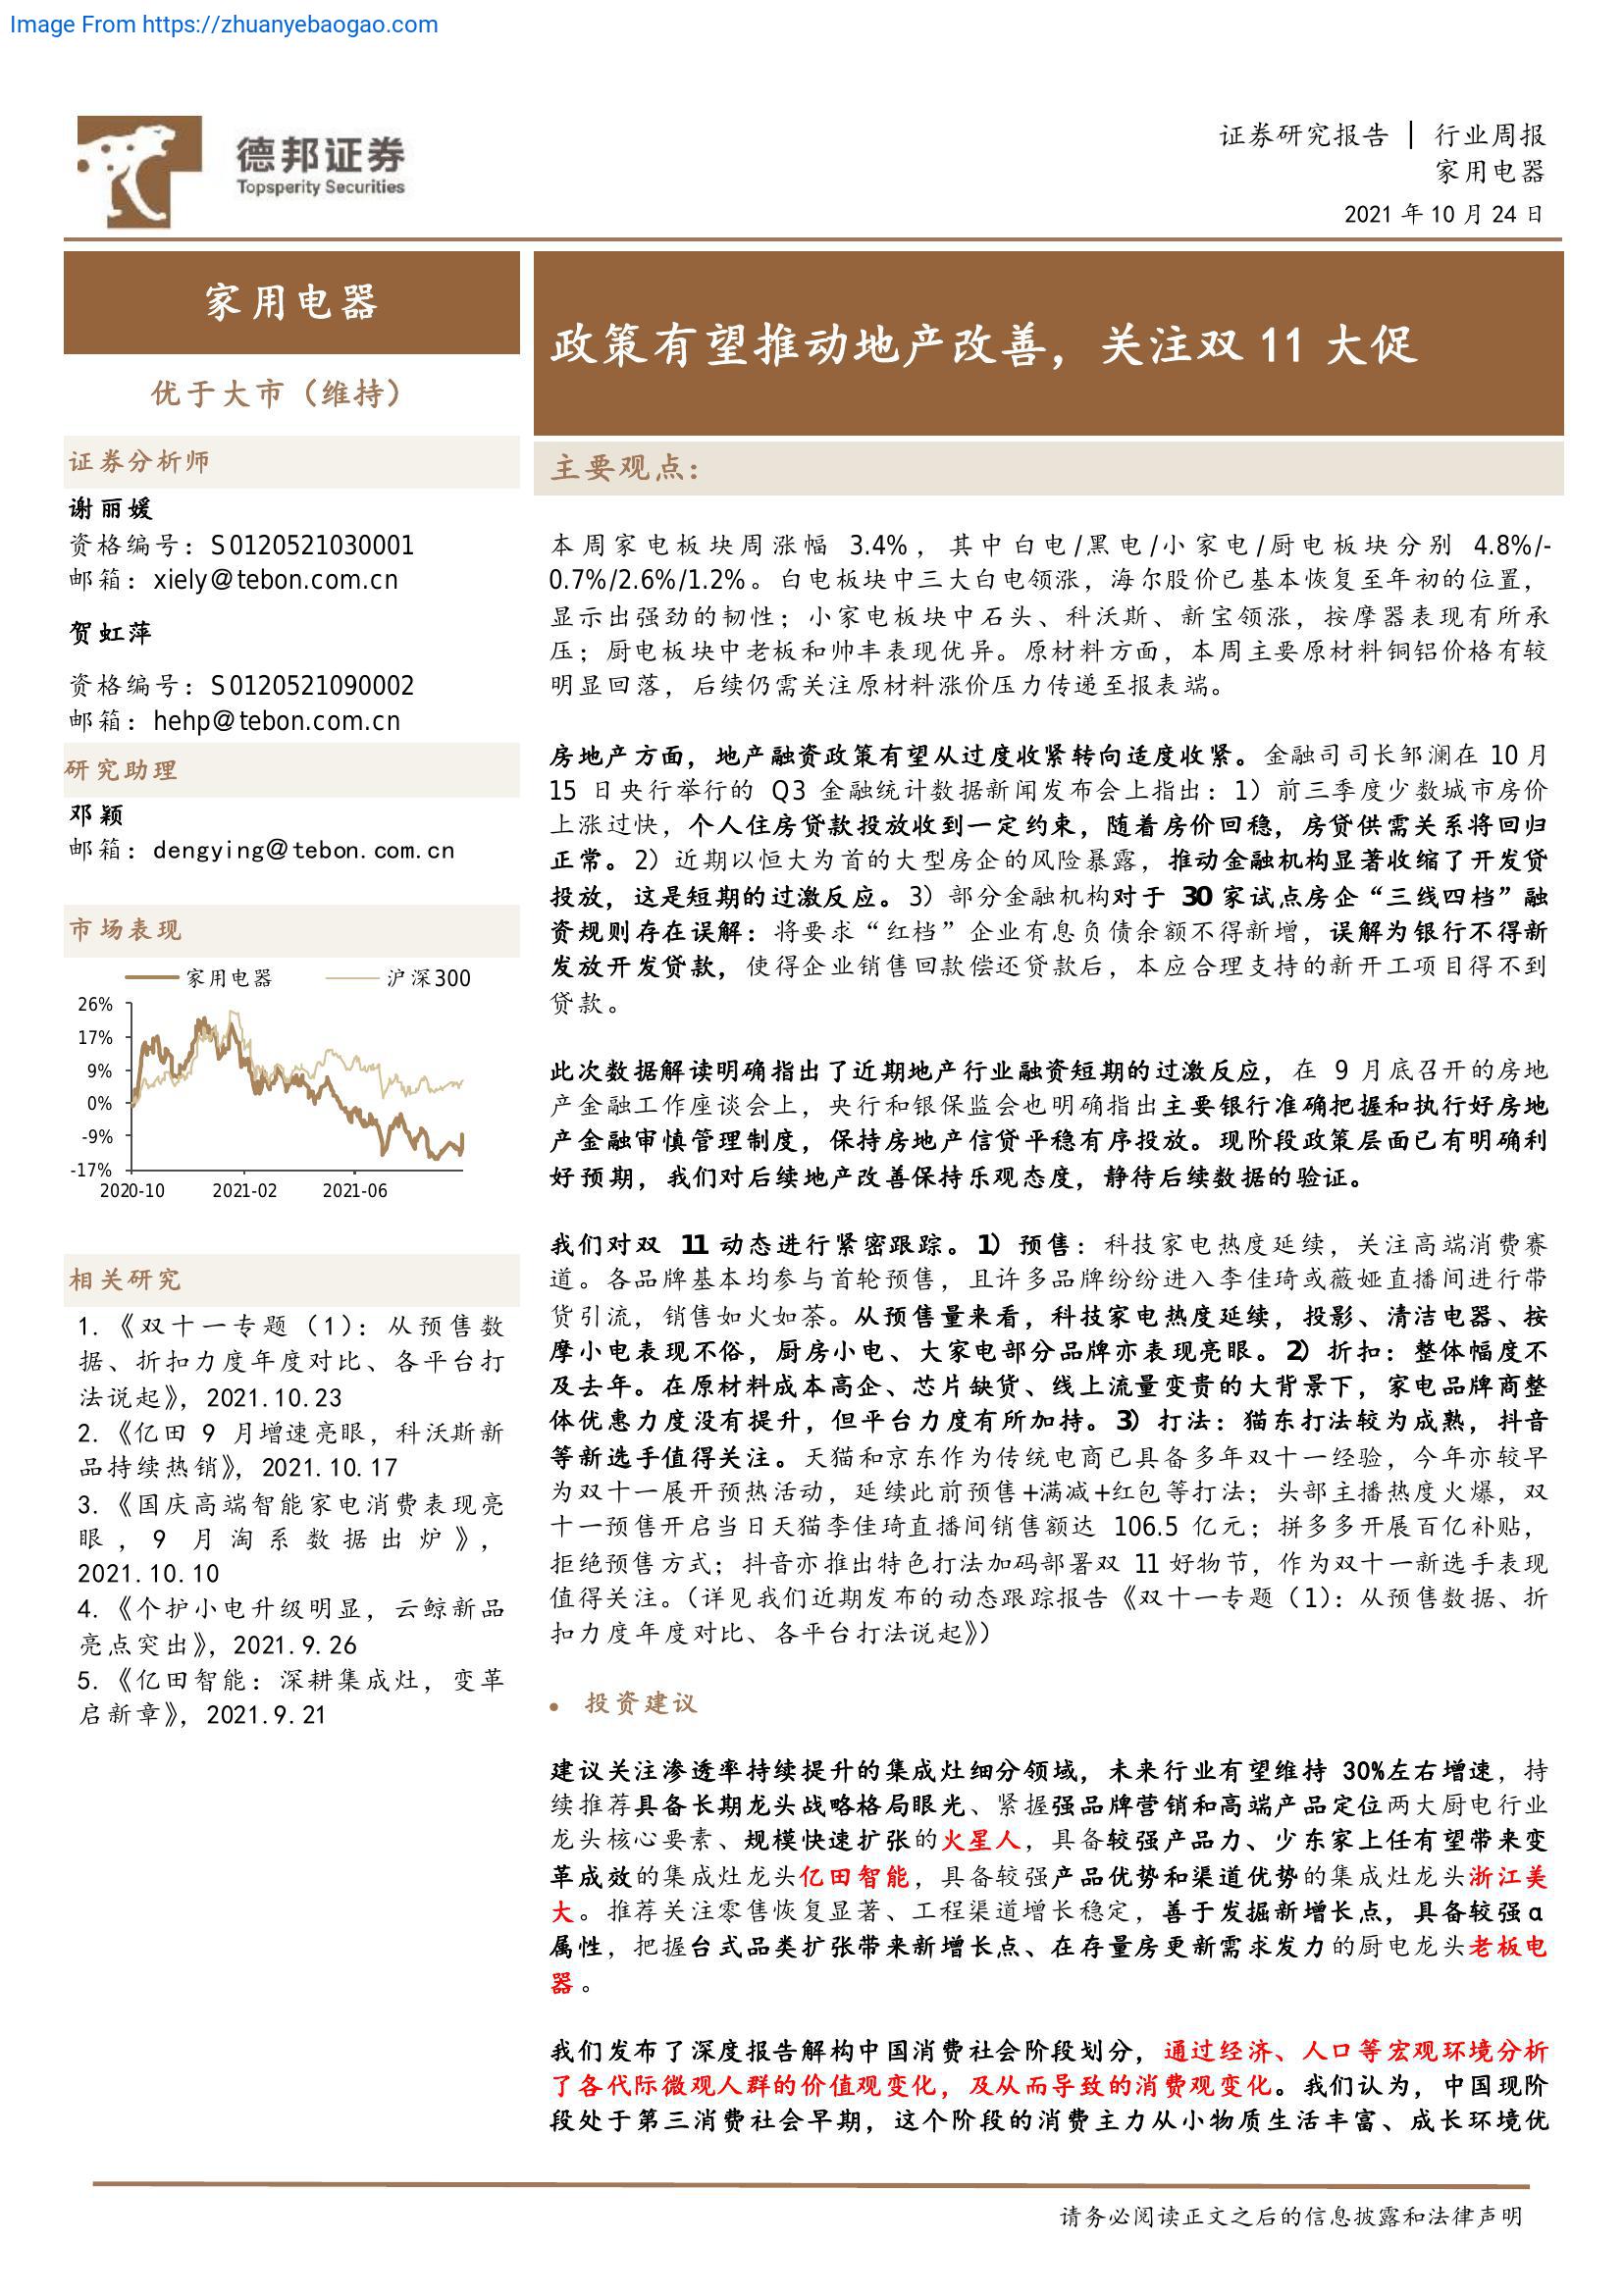 Image From https://zhuanyebaogao.com
德邦证券
Topsperity Securities
证券研究报告 | 行业周报
家用电器
2021 年 10 月 24 日
家用电器
优于大市（维持）
证券分析师
谢丽媛
资格编号：S0120521030001
邮箱：xiely@tebon.com.cn
贺虹萍
资格编号：S0120521090002
邮箱：hehp@tebon.com.cn
研究助理
邓颖
邮箱：dengying@tebon.com.cn
市场表现
家用电器 沪深300
26%
17%
9%
0%
-9%
-17%
2020-10 2021-02 2021-06
相关研究
1.《双十一专题（1）：从预售数
据、折扣力度年度对比、各平台打
法说起》，2021.10.23
2.《亿田 9 月增速亮眼，科沃斯新
品持续热销》，2021.10.17
3.《国庆高端智能家电消费表现亮
眼，9 月淘系数据出炉》，
2021.10.10
4.《个护小电升级明显，云鲸新品
亮点突出》，2021.9.26
5.《亿田智能：深耕集成灶，变革
启新章》，2021.9.21
政策有望推动地产改善，关注双 11 大促
主要观点：
本周家电板块周涨幅 3.4%，其中白电/黑电/小家电/厨电板块分别 4.8%/-
0.7%/2.6%/1.2%。白电板块中三大白电领涨，海尔股价已基本恢复至年初的位置，
显示出强劲的韧性；小家电板块中石头、科沃斯、新宝领涨，按摩器表现有所承
压；厨电板块中老板和帅丰表现优异。原材料方面，本周主要原材料铜铝价格有较
明显回落，后续仍需关注原材料涨价压力传递至报表端。
房地产方面，地产融资政策有望从过度收紧转向适度收紧。金融司司长邹澜在 10 月
15 日央行举行的 Q3 金融统计数据新闻发布会上指出：1）前三季度少数城市房价
上涨过快，个人住房贷款投放收到一定约束，随着房价回稳，房贷供需关系将回归
正常。2）近期以恒大为首的大型房企的风险暴露，推动金融机构显著收缩了开发贷
投放，这是短期的过激反应。3）部分金融机构对于 30 家试点房企“三线四档”融
资规则存在误解：将要求“红档”企业有息负债余额不得新增，误解为银行不得新
发放开发贷款，使得企业销售回款偿还贷款后，本应合理支持的新开工项目得不到
贷款。
此次数据解读明确指出了近期地产行业融资短期的过激反应，在 9 月底召开的房地
产金融工作座谈会上，央行和银保监会也明确指出主要银行准确把握和执行好房地
产金融审慎管理制度，保持房地产信贷平稳有序投放。现阶段政策层面已有明确利
好预期，我们对后续地产改善保持乐观态度，静待后续数据的验证。
我们对双 11 动态进行紧密跟踪。1）预售：科技家电热度延续，关注高端消费赛
道。各品牌基本均参与首轮预售，且许多品牌纷纷进入李佳琦或薇娅直播间进行带
货引流，销售如火如荼。从预售量来看，科技家电热度延续，投影、清洁电器、按
摩小电表现不俗，厨房小电、大家电部分品牌亦表现亮眼。2）折扣：整体幅度不
及去年。在原材料成本高企、芯片缺货、线上流量变贵的大背景下，家电品牌商整
体优惠力度没有提升，但平台力度有所加持。3）打法：猫东打法较为成熟，抖音
等新选手值得关注。天猫和京东作为传统电商已具备多年双十一经验，今年亦较早
为双十一展开预热活动，延续此前预售+满减+红包等打法；头部主播热度火爆，双
十一预售开启当日天猫李佳琦直播间销售额达 106.5 亿元；拼多多开展百亿补贴，
拒绝预售方式；抖音亦推出特色打法加码部署双 11 好物节，作为双十一新选手表现
值得关注。（详见我们近期发布的动态跟踪报告《双十一专题（1）：从预售数据、折
扣力度年度对比、各平台打法说起》）
● 投资建议
建议关注渗透率持续提升的集成灶细分领域，未来行业有望维持 30%左右增速，持
续推荐具备长期龙头战略格局眼光、紧握强品牌营销和高端产品定位两大厨电行业
龙头核心要素、规模快速扩张的火星人，具备较强产品力、少东家上任有望带来变
革成效的集成灶龙头亿田智能，具备较强产品优势和渠道优势的集成灶龙头浙江美
大。推荐关注零售恢复显著、工程渠道增长稳定，善于发掘新增长点，具备较强α
属性，把握台式品类扩张带来新增长点、在存量房更新需求发力的厨电龙头老板电
器。
我们发布了深度报告解构中国消费社会阶段划分，通过经济、人口等宏观环境分析
了各代际微观人群的价值观变化，及从而导致的消费观变化。我们认为，中国现阶
段处于第三消费社会早期，这个阶段的消费主力从小物质生活丰富、成长环境优
请务必阅读正文之后的信息披露和法律声明